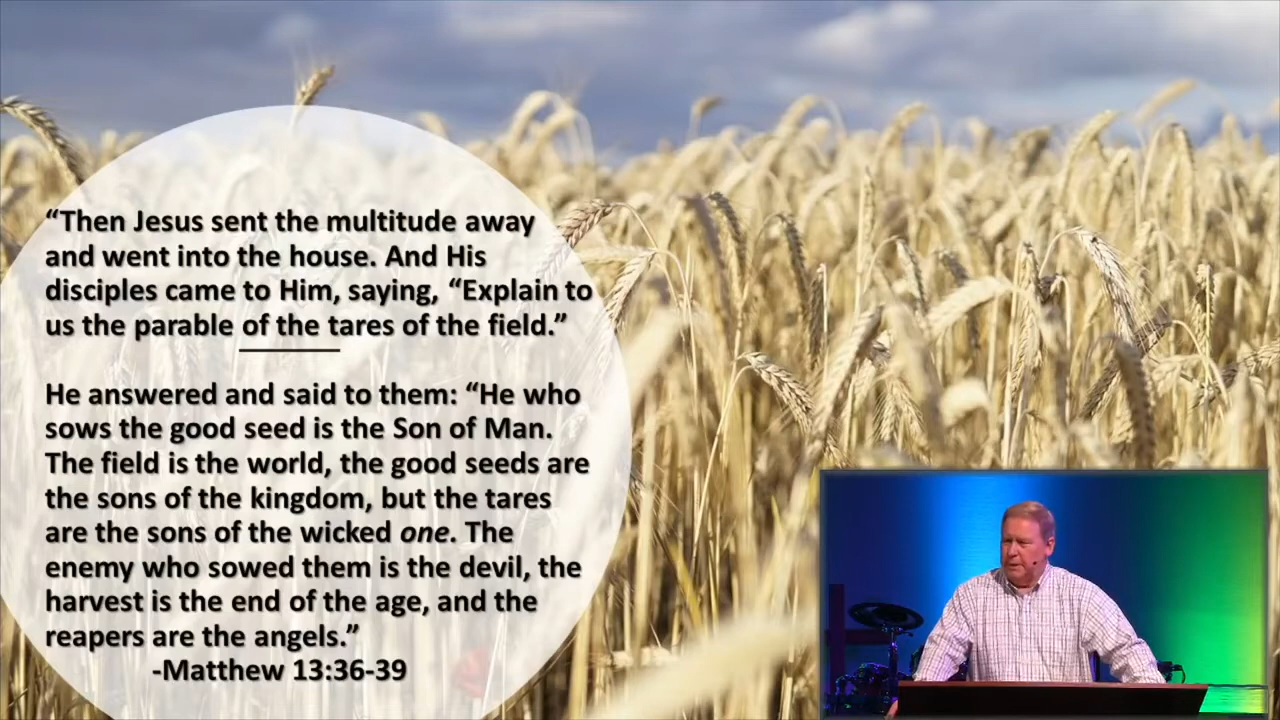 “Then Jesus sent the multitude away
and went into the house. And His
disciples came to Him, saying, “Explain to
us the parable of the tares of the field.”
He answered and said to them: “He who
sows the good seed is the Son of Man.
The field is the world, the good seeds are
the sons of the kingdom, but the tares
are the sons of the wicked one. The
enemy who sowed them is the devil, the
harvest is the end of the age, and the
reapers are the angels.”
-Matthew 13:36-39